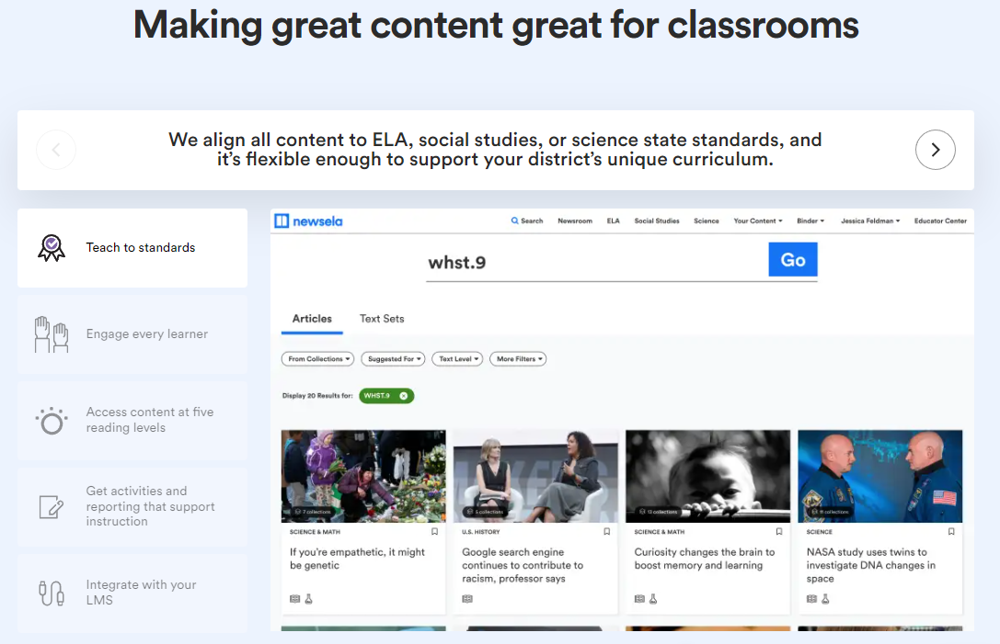 Making great content great for classrooms
We align all content to ELA, social studies, or science state standards, and
it's flexible enough to support your district's unique curriculum.
Teach to standards
Engage every learner
Access content at five
reading levels
Get activities and
reporting that support
instruction
Integrate with your
LMS
newsela
Search Newsroom ELA Social Studies Science Your Content Binder Jessica Feldman Educator Center
whst.9 Go
Articles Text Sets
From Collections Suggested For Text Level More Filters
Display 20 Results for: WHST.9
7 collections
SCIENCE & MATH
If you're empathetic, it might
be genetic
5 collections
U.S. HISTORY
Google search engine
continues to contribute to
racism, professor says
13 collections
SCIENCE & MATH
Curiosity changes the brain to
boost memory and learning
11 collections
SCIENCE
NASA study uses twins to
investigate DNA changes in
space